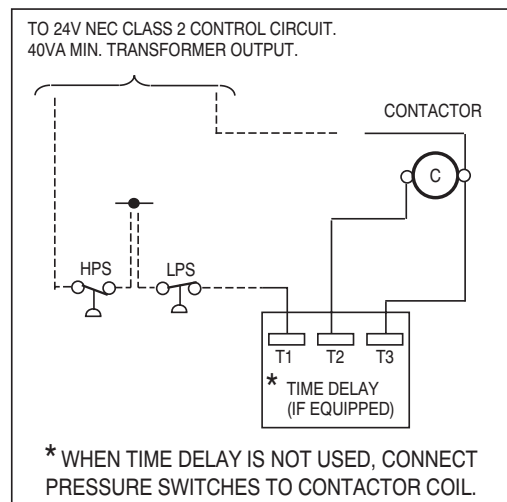 TO 24V NEC CLASS 2 CONTROL CIRCUIT.
40VA MIN. TRANSFORMER OUTPUT.
CONTACTOR
C
HPS
LPS
T1 T2 T3
* TIME DELAY
(IF EQUIPPED)
* WHEN TIME DELAY IS NOT USED, CONNECT
PRESSURE SWITCHES TO CONTACTOR COIL.